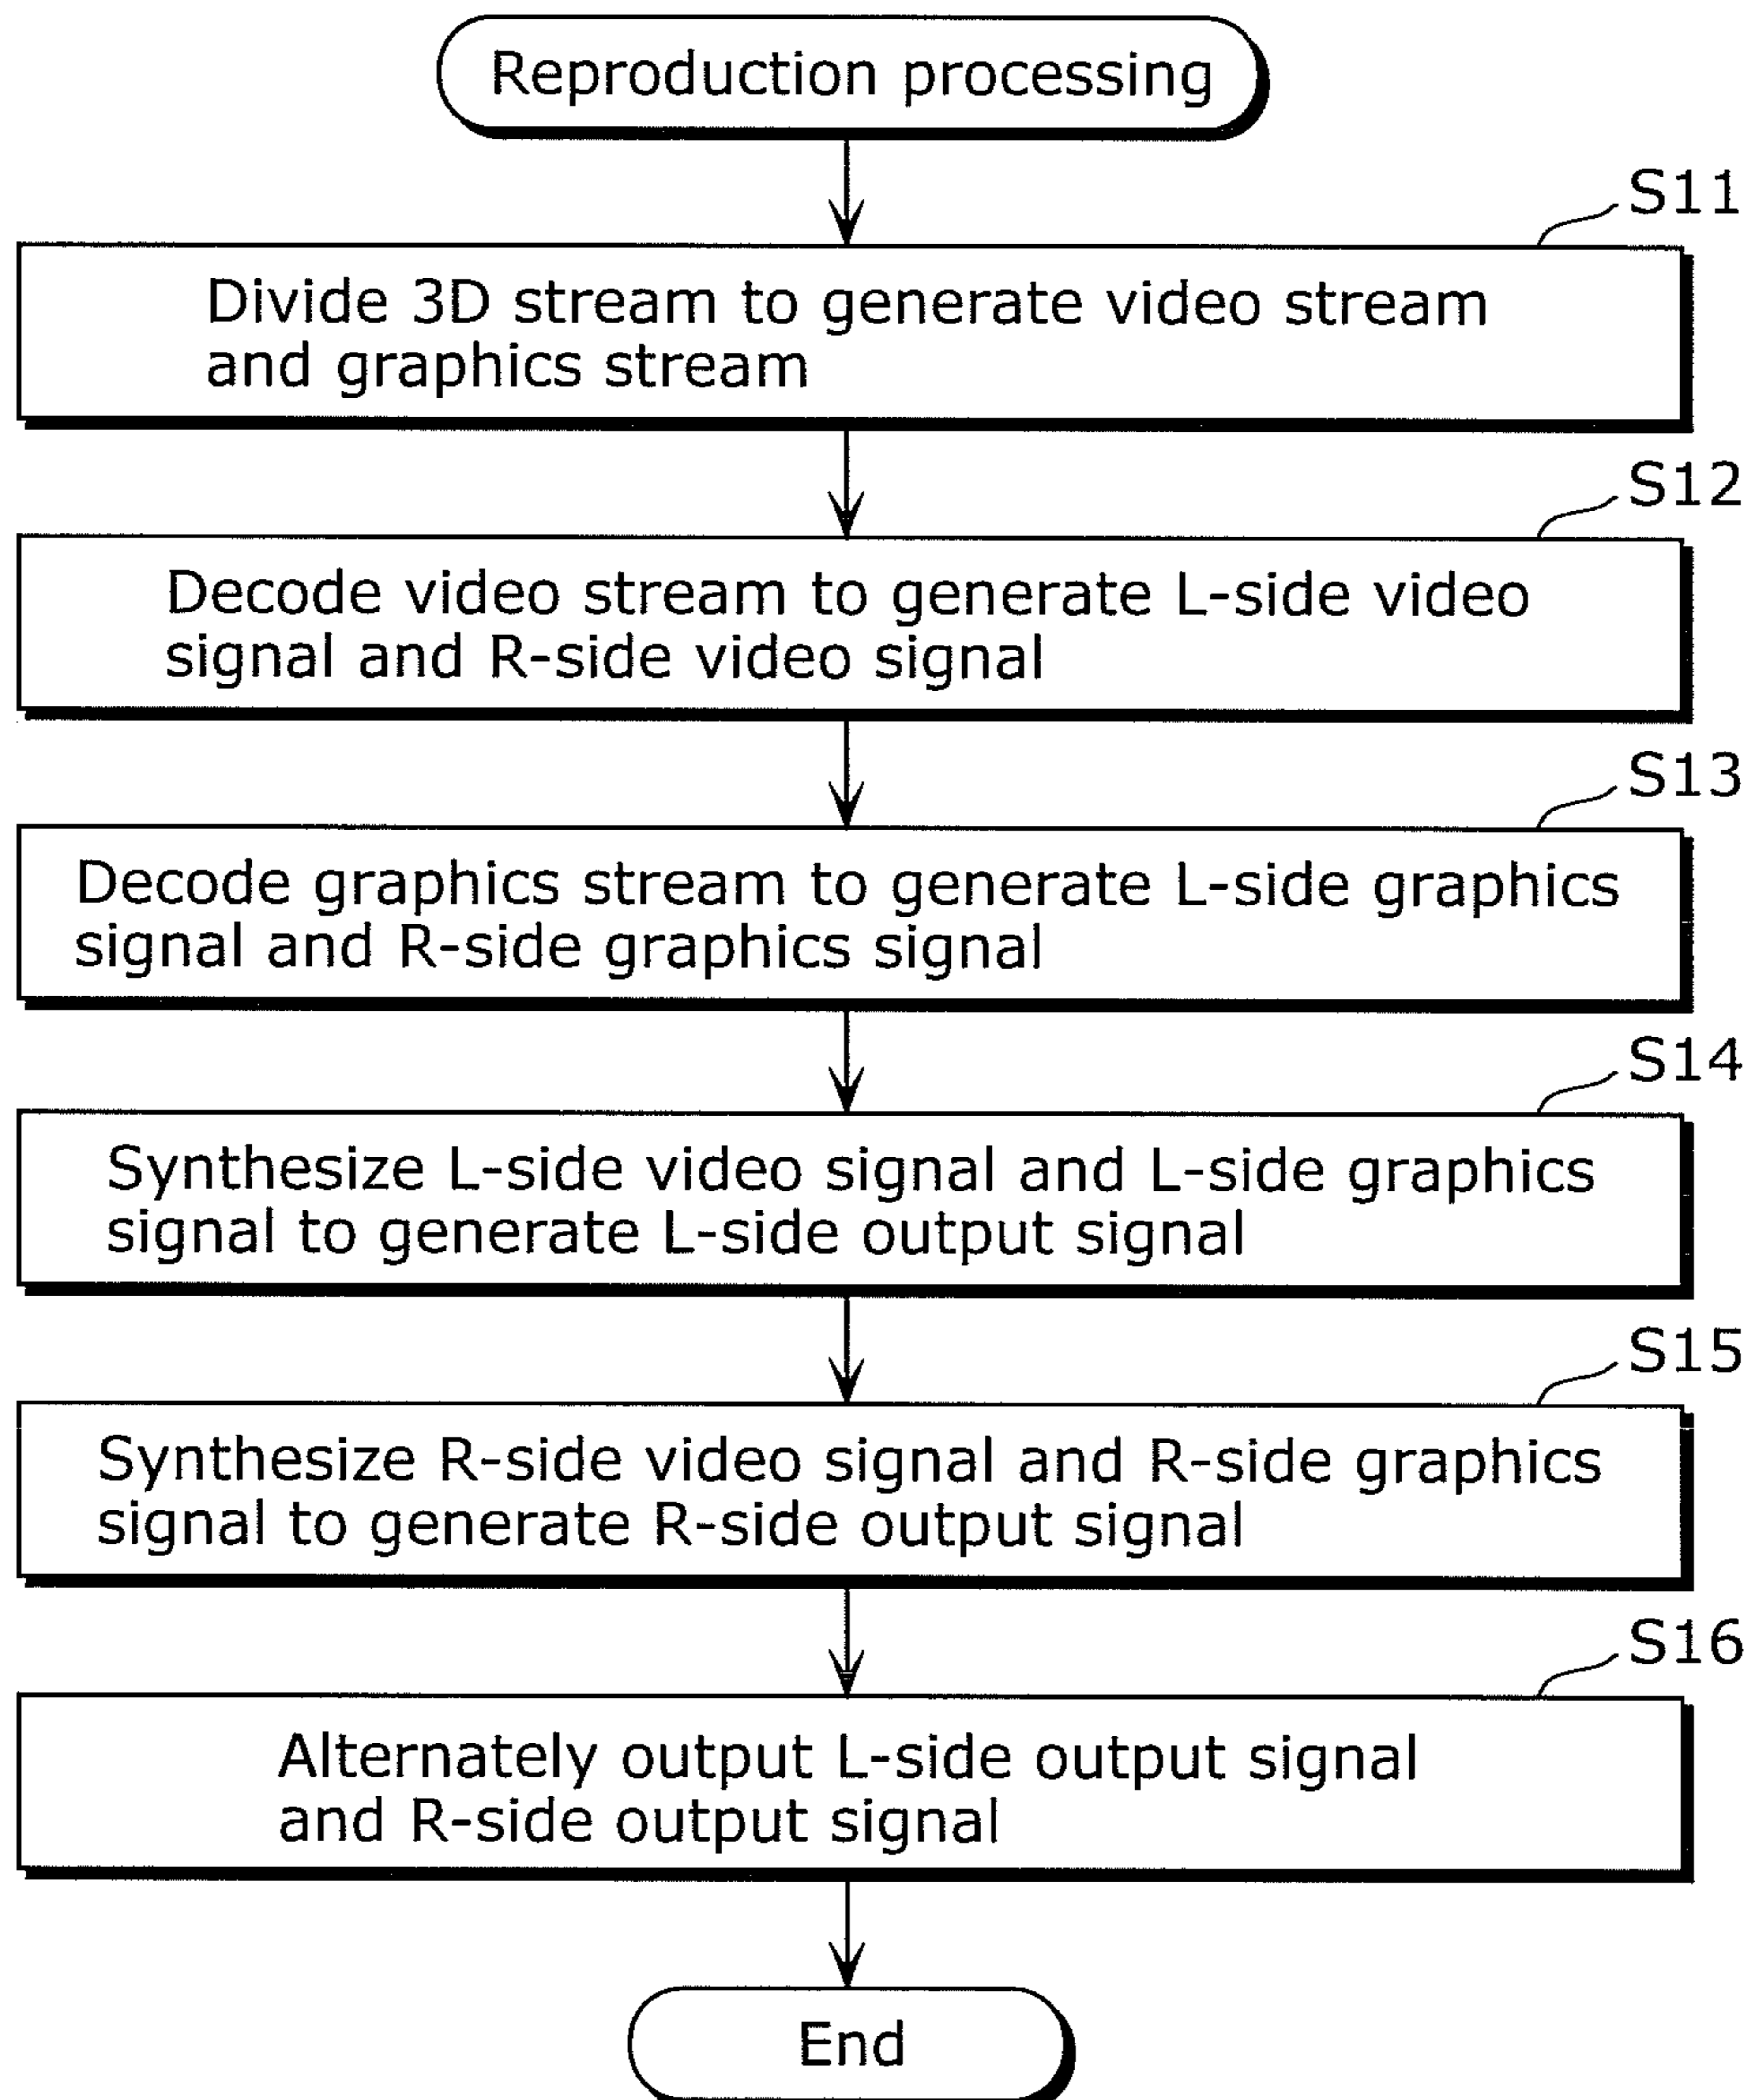 Reproduction processing
S11
Divide 3D stream to generate video stream
and graphics stream
S12
Decode video stream to generate L-side video
signal and R-side video signal
S13
Decode graphics stream to generate L-side graphics
signal and R-side graphics signal
S14
Synthesize L-side video signal and L-side graphics
signal to generate L-side output signal
S15
Synthesize R-side video signal and R-side graphics
signal to generate R-side output signal
S16
Alternately output L-side output signal
and R-side output signal
End